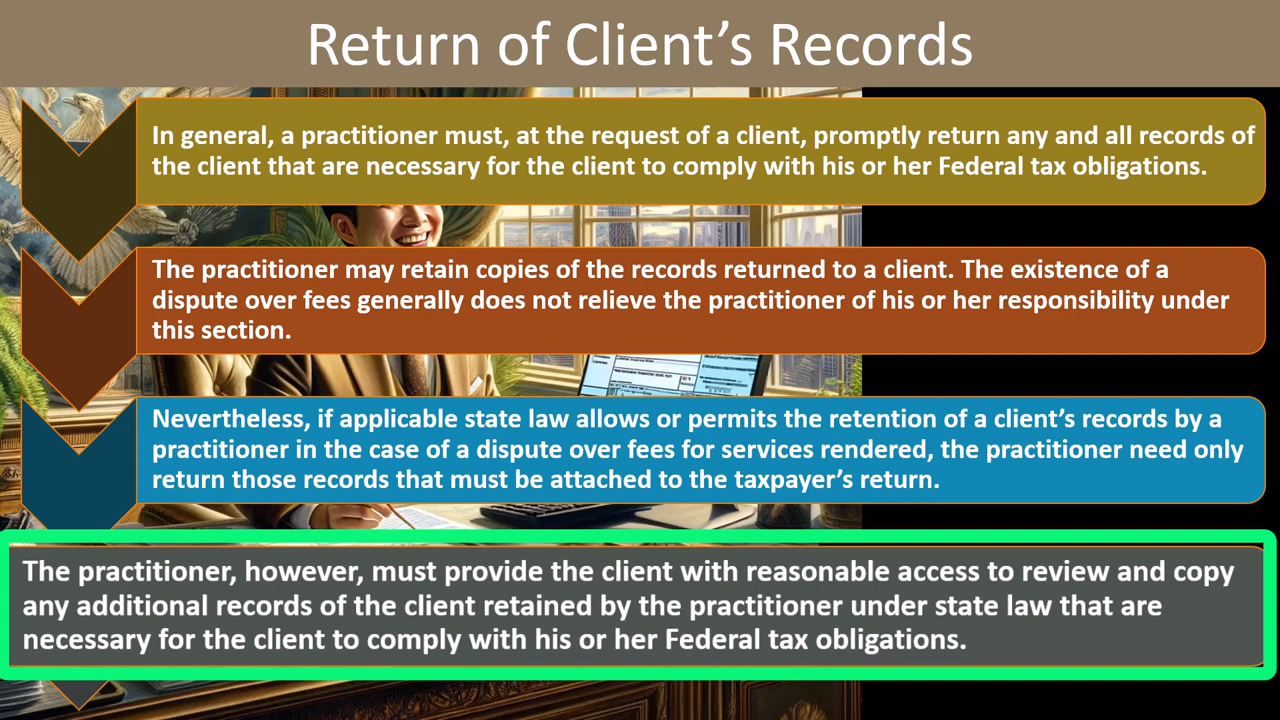 Return of Client’s Records
In general, a practitioner must, at the request of a client, promptly return any and all records of
the client that are necessary for the client to comply with his or her Federal tax obligations.
The practitioner may retain copies of the records returned to a client. The existence of a
dispute over fees generally does not relieve the practitioner of his or her responsibility under
this section.
Nevertheless, if applicable state law allows or permits the retention of a client’s records by a
practitioner in the case of a dispute over fees for services rendered, the practitioner need only
return those records that must be attached to the taxpayer’s return.
The practitioner, however, must provide the client with reasonable access to review and copy
any additional records of the client retained by the practitioner under state law that are
necessary for the client to comply with his or her Federal tax obligations.